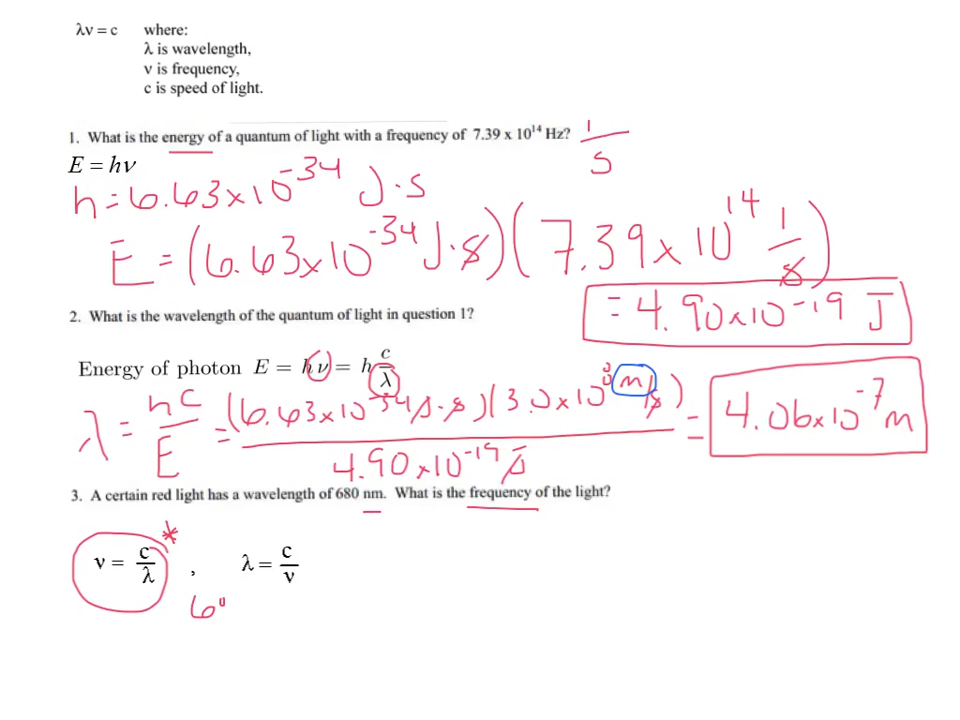 λν = c where:
λ is wavelength,
ν is frequency,
c is speed of light.
1. What is the energy of a quantum of light with a frequency of 7.39 x 10¹⁴ Hz? 1/s
E = hν
h = 6.63x10⁻³⁴ J·s
E = (6.63x10⁻³⁴ J·s)(7.39x10¹⁴ 1/s)
= 4.90x10⁻¹⁹ J
2. What is the wavelength of the quantum of light in question 1?
Energy of photon E = hν = h c/λ
λ = hc/E = (6.63x10⁻³⁴ J·s)(3.0x10⁸ m/s)/4.90x10⁻¹⁹ J = 4.06x10⁻⁷ m
3. A certain red light has a wavelength of 680 nm. What is the frequency of the light?
ν = c/λ * , λ = c/ν
6